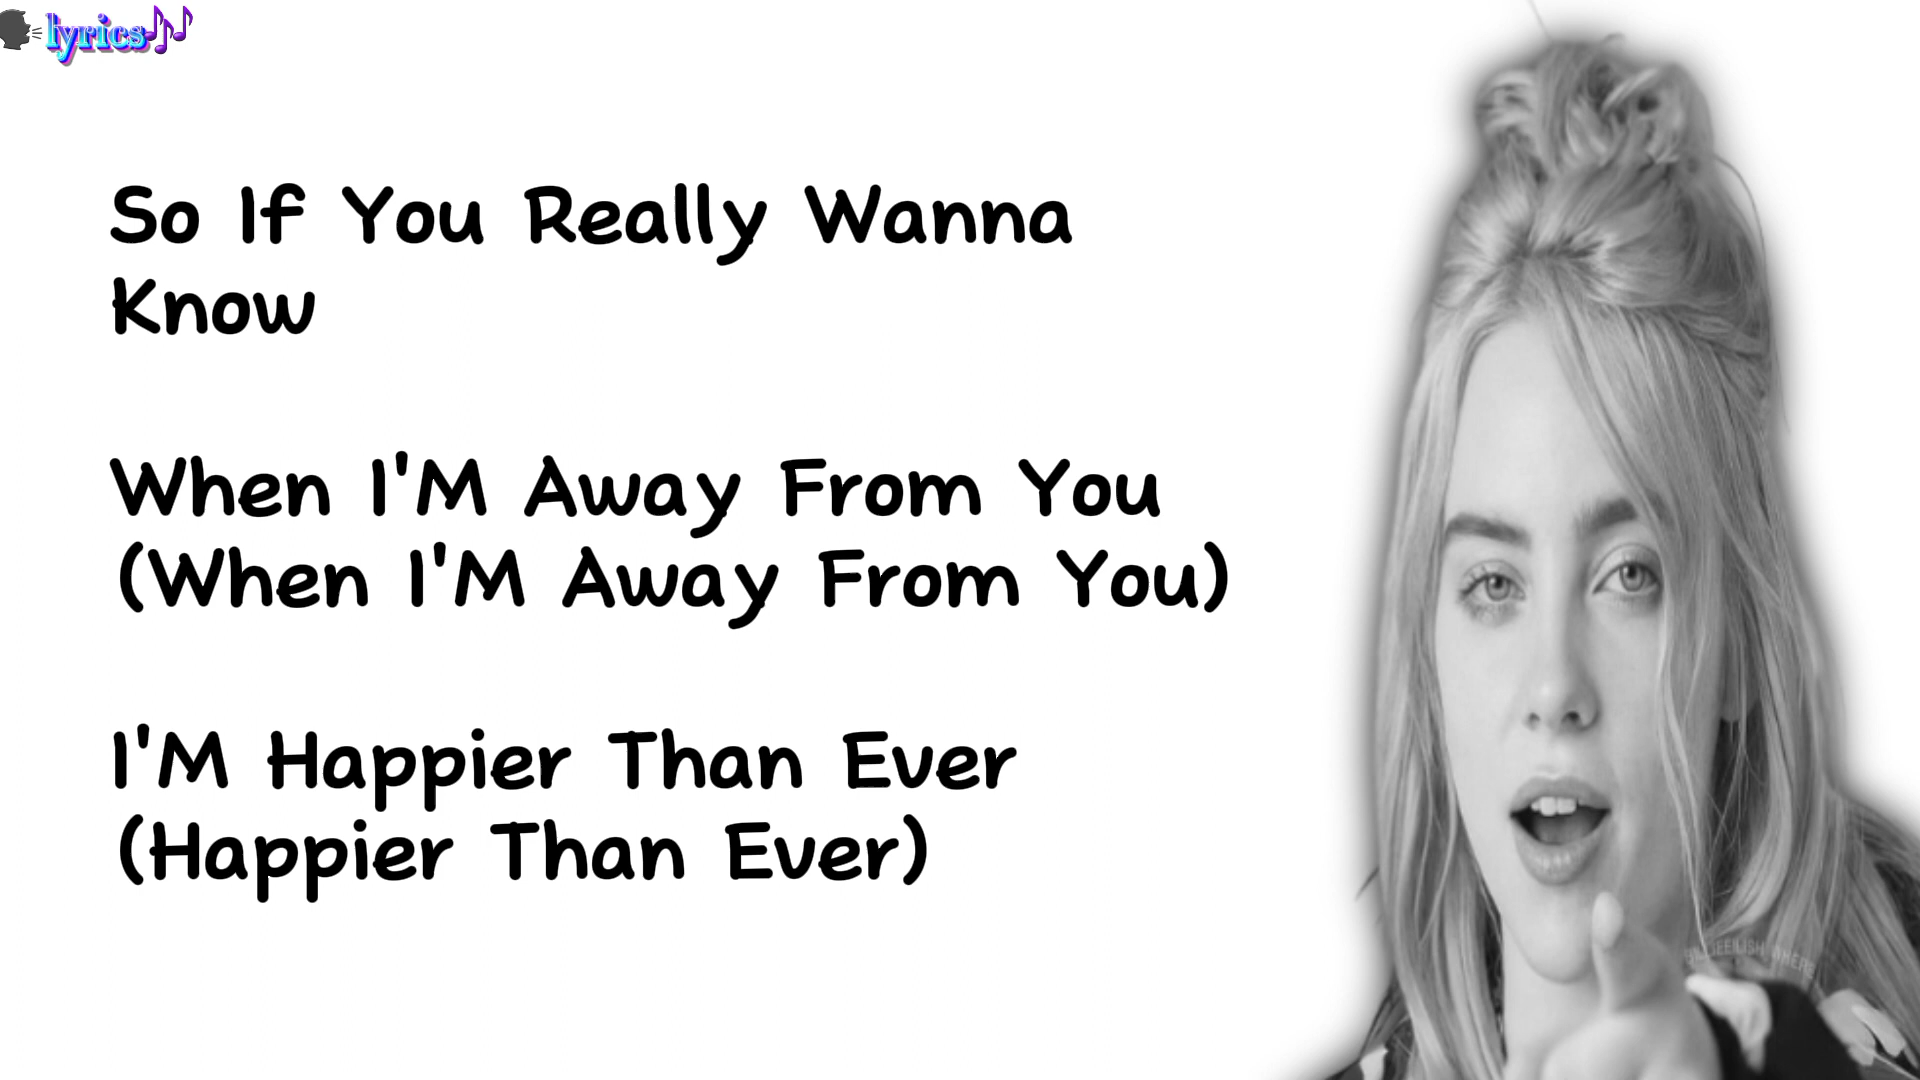 lyrics
So If You Really Wanna
Know
When I'M Away From You
(When I'M Away From You)
I'M Happier Than Ever
(Happier Than Ever)